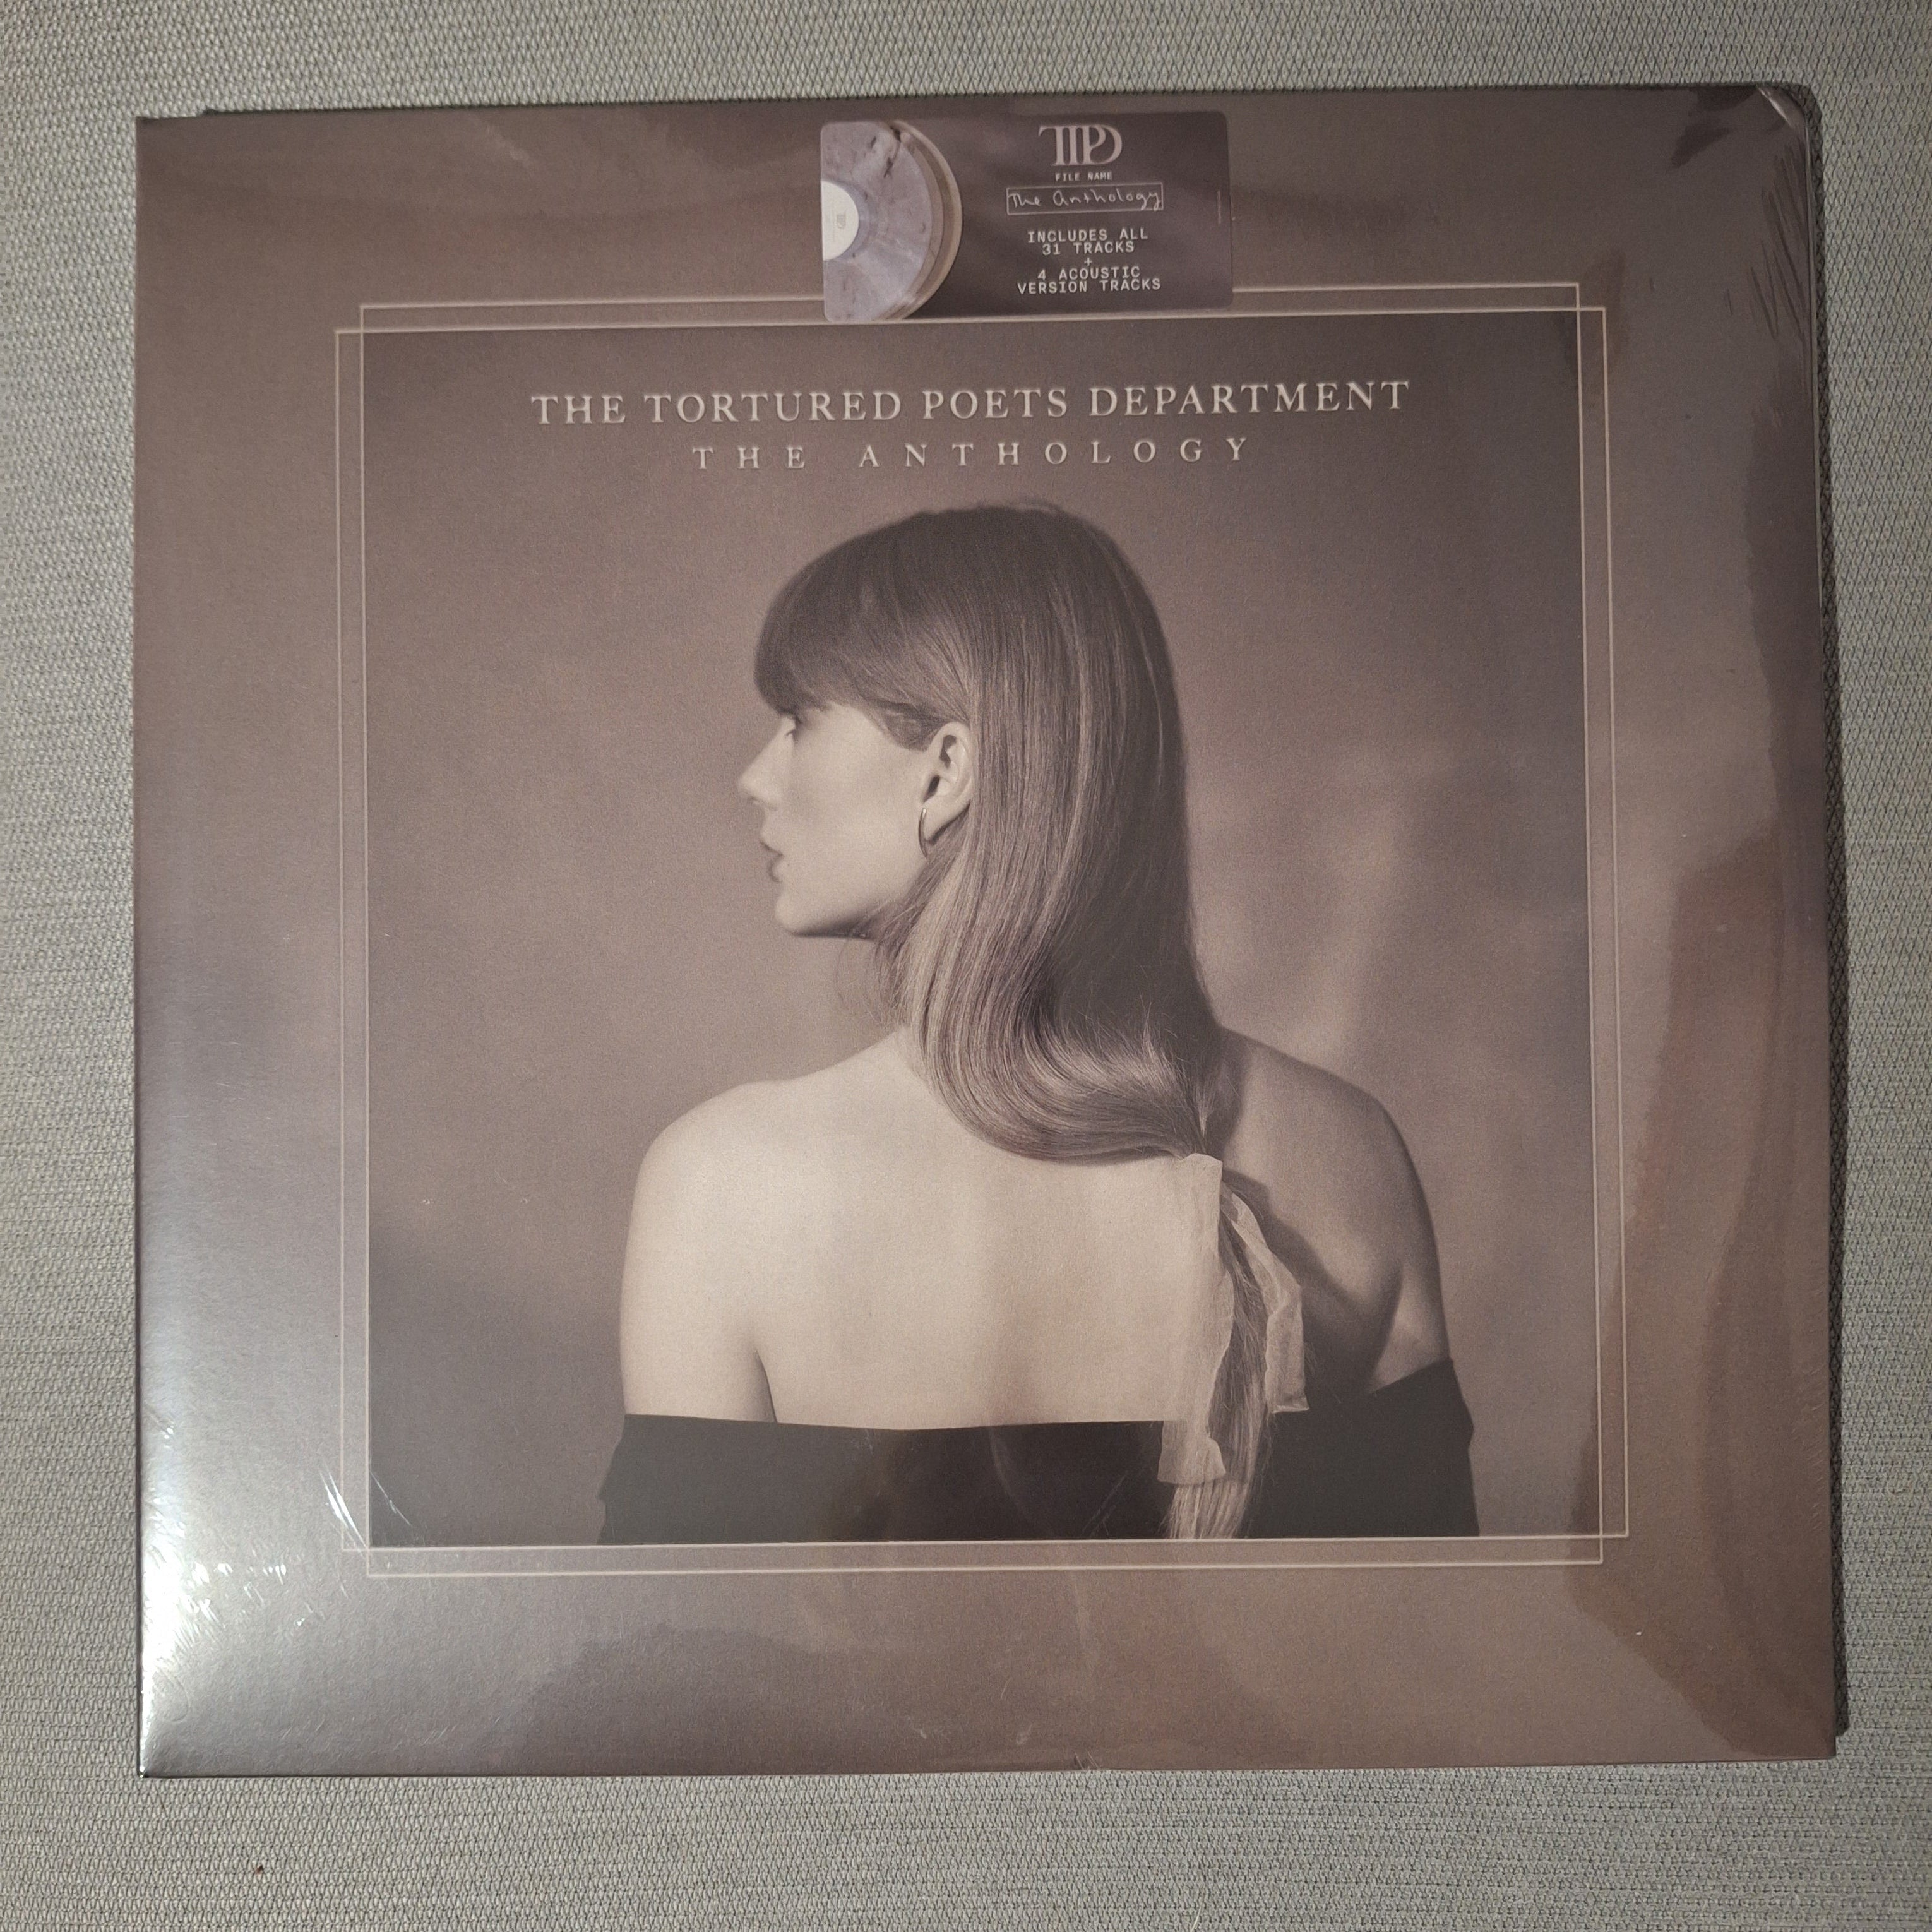 TTPD
FILE NAME
The Anthology
INCLUDES ALL
31 TRACKS
+
4 ACOUSTIC
VERSION TRACKS
THE TORTURED POETS DEPARTMENT
THE ANTHOLOGY